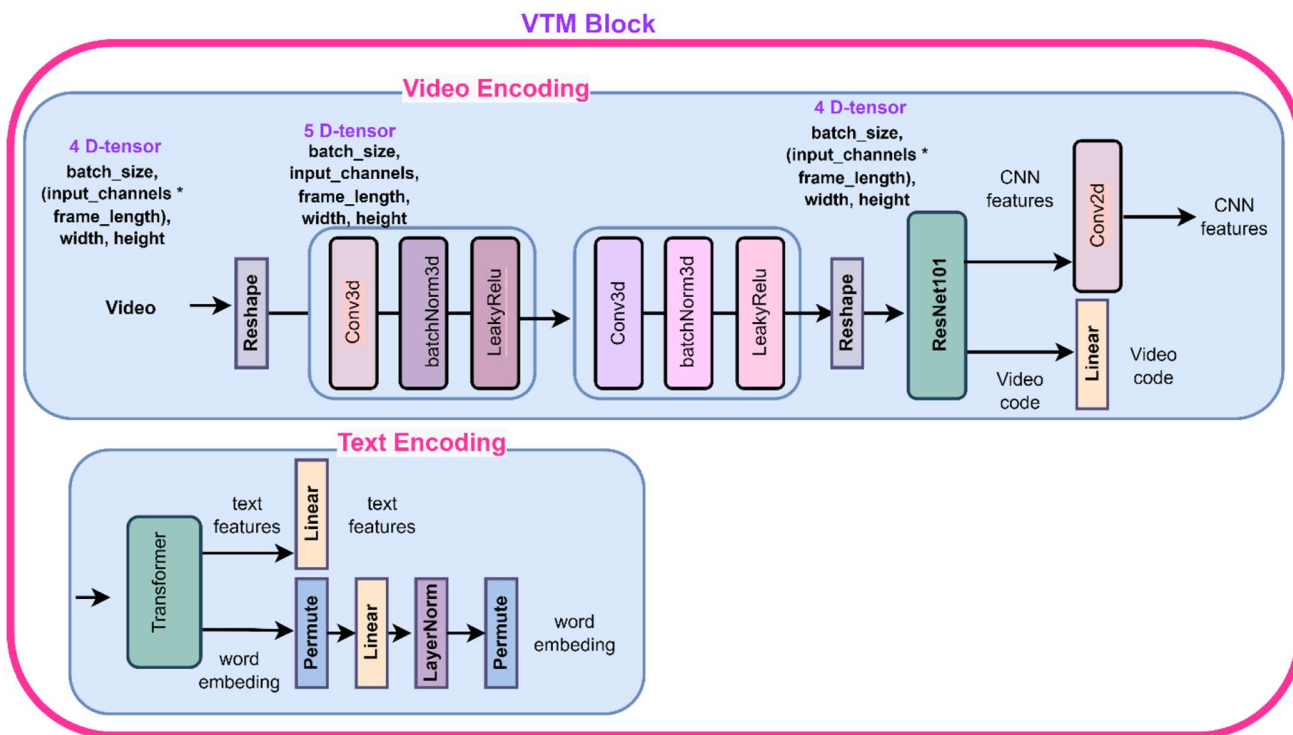 VTM Block
Video Encoding
4 D-tensor
batch_size,
(input_channels *
frame_length),
width, height
5 D-tensor
batch_size,
input_channels,
frame_length,
width, height
4 D-tensor
batch_size,
(input_channels *
frame_length),
width, height
Video
Reshape
Conv3d
batchNorm3d
LeakyRelu
Conv3d
batchNorm3d
LeakyRelu
Reshape
ResNet101
CNN
features
Conv2d
CNN
features
Video
code
Linear
Video
code
Text Encoding
Transformer
text
features
Linear
text
features
word
embeding
Permute
Linear
LayerNorm
Permute
word
embeding